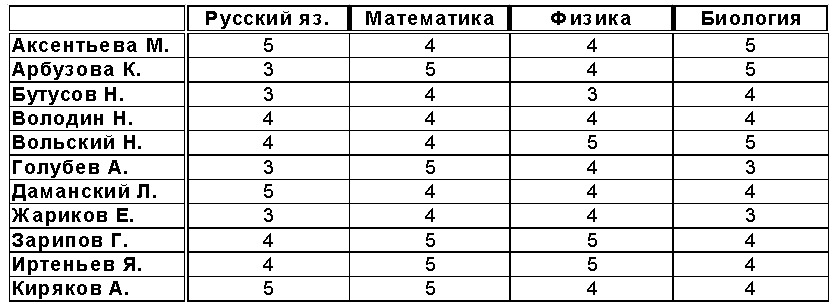 Русский яз. Математика Физика Биология
Аксентьева М. 5 4 4 5
Арбузова К. 3 5 4 5
Бутусов Н. 3 4 3 4
Володин Н. 4 4 4 4
Вольский Н. 4 4 5 5
Голубев А. 3 5 4 3
Даманский Л. 5 4 4 4
Жариков Е. 3 4 4 3
Зарипов Г. 4 5 5 4
Иртеньев Я. 4 5 5 4
Киряков А. 5 5 4 4